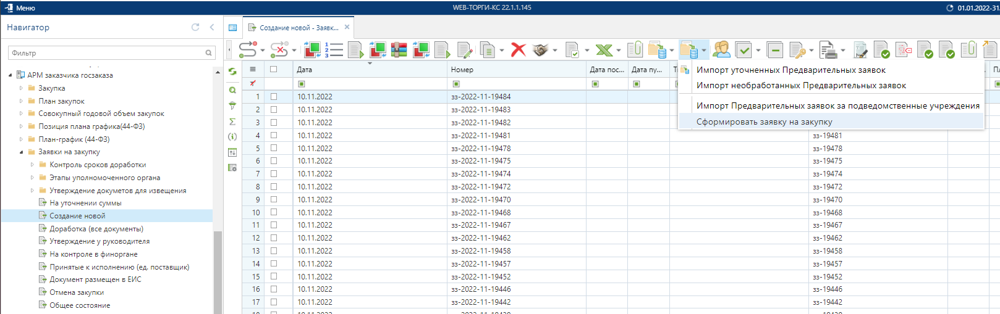 Меню
WEB-ТОРГИ-КС 22.1.1.145
01.01.2022-31.
Навигатор
Создание новой - Заявк...
Фильтр
АРМ заказчика госзаказа
Закупка
План закупок
Совокупный годовой объем закупок
Позиция плана графика(44-ФЗ)
План-график (44-ФЗ)
Заявки на закупку
Контроль сроков доработки
Этапы уполномоченного органа
Утверждение докуметов для извещения
На уточнении суммы
Создание новой
Доработка (все документы)
Утверждение у руководителя
На контроле в финоргане
Принятые к исполнению (ед. поставщик)
Документ размещен в ЕИС
Отмена закупки
Общее состояние
Дата Номер Дата пос... Дата пу...
Импорт уточненных Предварительных заявок
Импорт необработанных Предварительных заявок
Импорт Предварительных заявок за подведомственные учреждения
Сформировать заявку на закупку
1 10.11.2022 зз-2022-11-19484
2 10.11.2022 зз-2022-11-19483
3 10.11.2022 зз-2022-11-19482
4 10.11.2022 зз-2022-11-19481 зз-19481
5 10.11.2022 зз-2022-11-19478 зз-19478
6 10.11.2022 зз-2022-11-19475 зз-19475
7 10.11.2022 зз-2022-11-19474 зз-19474
8 10.11.2022 зз-2022-11-19472 зз-19472
9 10.11.2022 зз-2022-11-19470 зз-19470
10 10.11.2022 зз-2022-11-19468 зз-19468
11 10.11.2022 зз-2022-11-19467 зз-19467
12 10.11.2022 зз-2022-11-19462 зз-19462
13 10.11.2022 зз-2022-11-19458 зз-19458
14 10.11.2022 зз-2022-11-19457 зз-19457
15 10.11.2022 зз-2022-11-19452 зз-19452
16 10.11.2022 зз-2022-11-19446 зз-19446
17 10.11.2022 зз-2022-11-19442 зз-19442